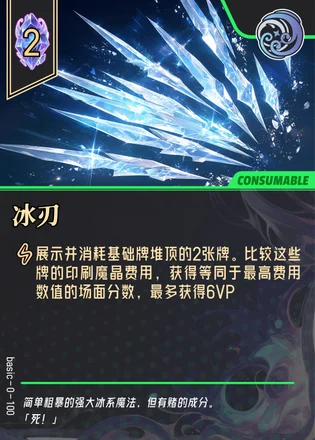 2
CONSUMABLE
冰刃
展示并消耗基础牌堆顶的2张牌。比较这些
牌的印刷魔晶费用，获得等同于最高费用
数值的场面分数，最多获得6VP
basic-0-100
简单粗暴的强大冰系魔法，但有赌的成分。
「死！」